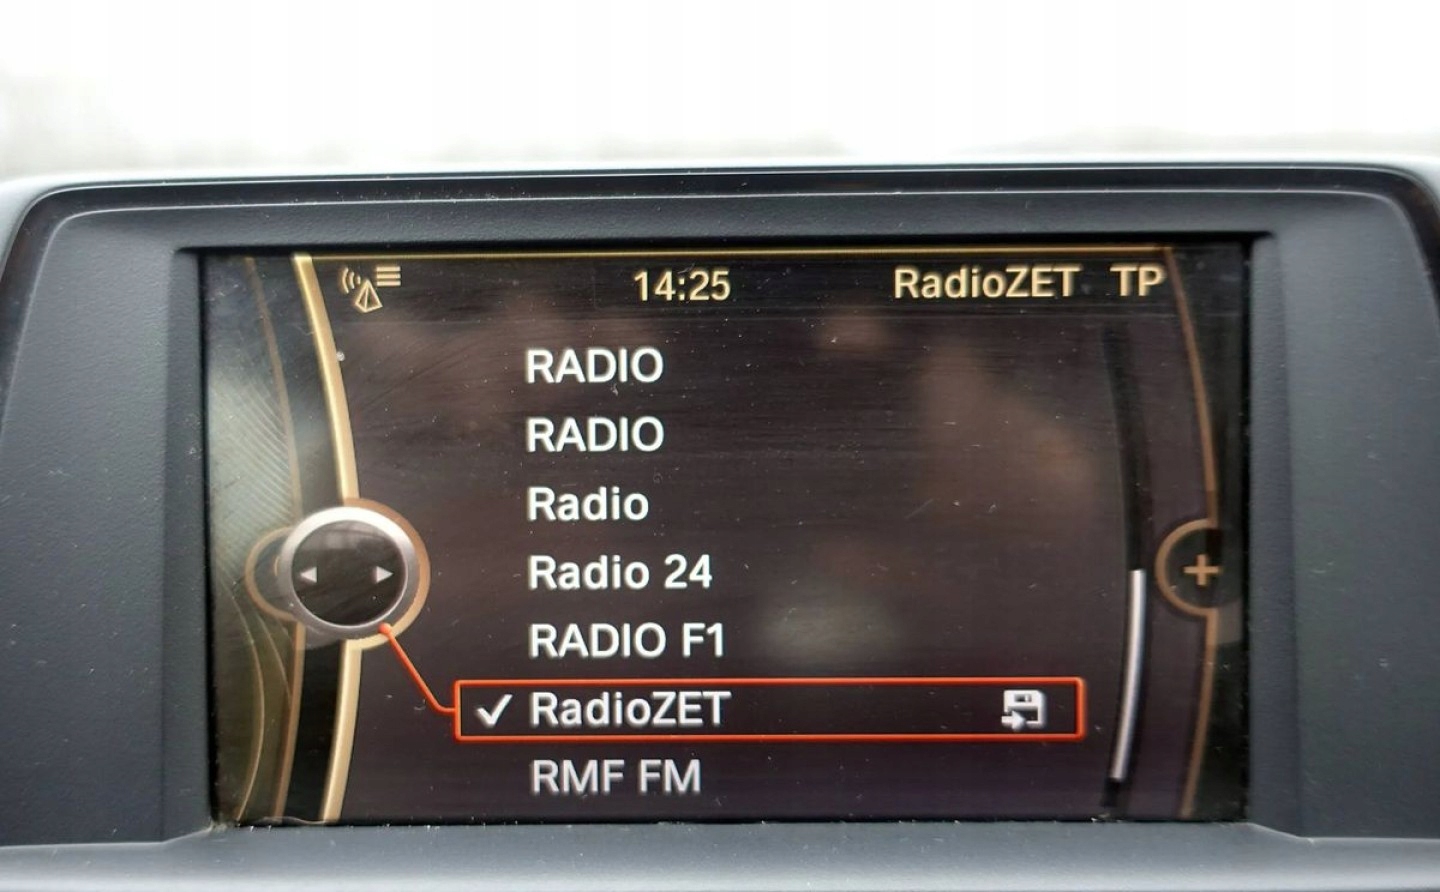 14:25 RadioZET TP
RADIO
RADIO
Radio
Radio 24
RADIO F1
RadioZET
RMF FM